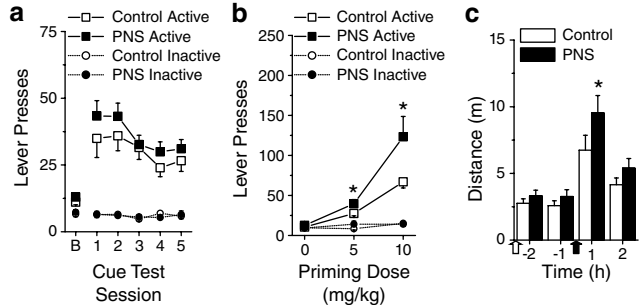 a
Control Active
PNS Active
Control Inactive
PNS Inactive
75
50
25
0
Lever Presses
B 1 2 3 4 5
Cue Test
Session
b
Control Active
PNS Active
Control Inactive
PNS Inactive
250
200
150
100
50
0
Lever Presses
*
*
0 5 10
Priming Dose
(mg/kg)
c
Control
PNS
15
10
5
0
Distance (m)
*
-2 -1 1 2
Time (h)